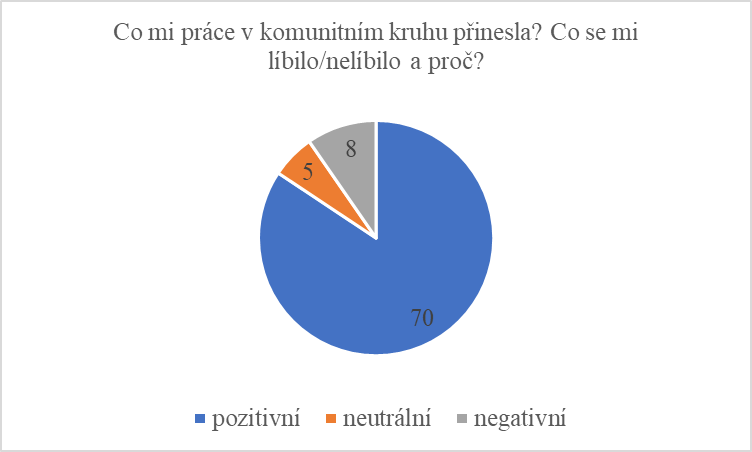 Co mi práce v komunitním kruhu přinesla? Co se mi
líbilo/nelíbilo a proč?
8
5
70
pozitivní neutrální negativní